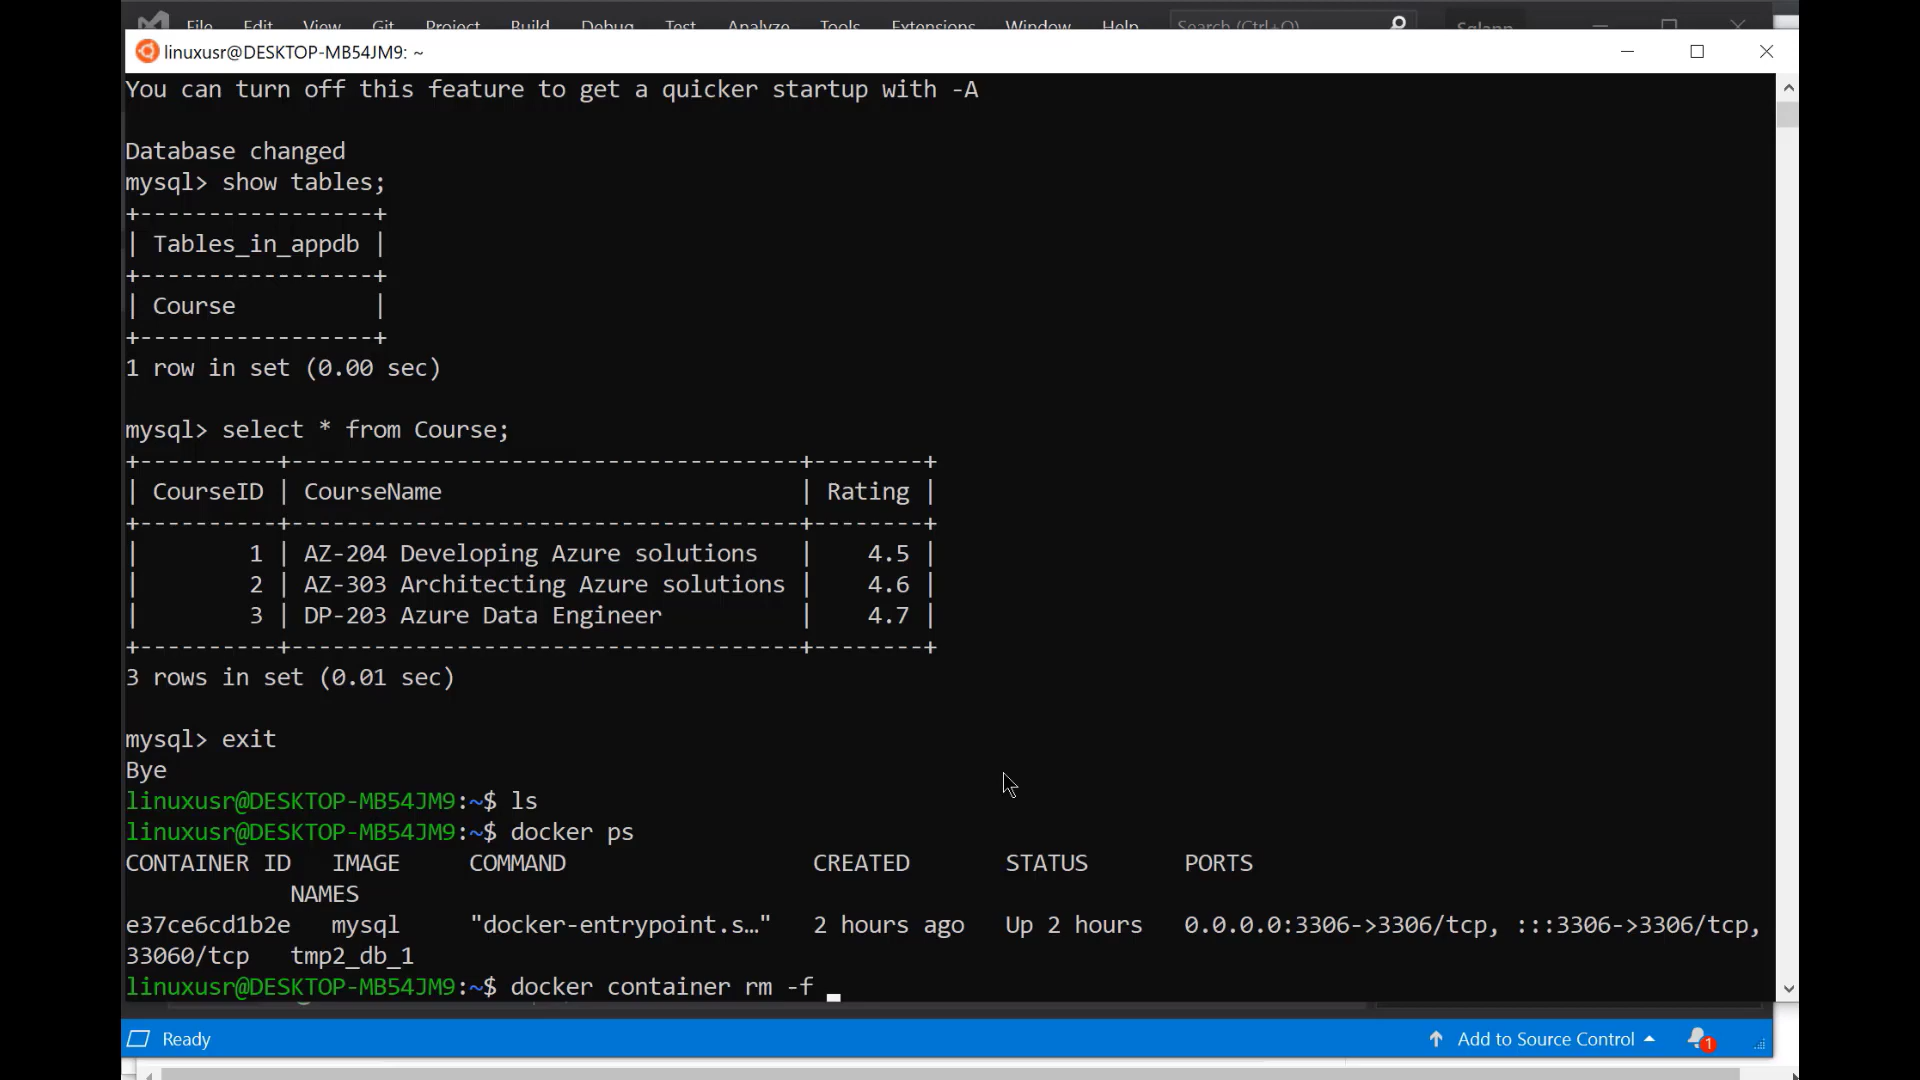 File Edit View Git Project Build Debug Test Analyze Tools Extensions Window Help Search (Ctrl+Q) Sqlapp
linuxusr@DESKTOP-MB54JM9: ~
You can turn off this feature to get a quicker startup with -A
Database changed
mysql> show tables;
+-----------------+
| Tables_in_appdb |
+-----------------+
| Course          |
+-----------------+
1 row in set (0.00 sec)
mysql> select * from Course;
+----------+-------------------------------------+--------+
| CourseID | CourseName                          | Rating |
+----------+-------------------------------------+--------+
|        1 | AZ-204 Developing Azure solutions   |    4.5 |
|        2 | AZ-303 Architecting Azure solutions |    4.6 |
|        3 | DP-203 Azure Data Engineer          |    4.7 |
+----------+-------------------------------------+--------+
3 rows in set (0.01 sec)
mysql> exit
Bye
linuxusr@DESKTOP-MB54JM9:~$ ls
linuxusr@DESKTOP-MB54JM9:~$ docker ps
CONTAINER ID   IMAGE     COMMAND                  CREATED       STATUS       PORTS
            NAMES
e37ce6cd1b2e   mysql     "docker-entrypoint.s…"   2 hours ago   Up 2 hours   0.0.0.0:3306->3306/tcp, :::3306->3306/tcp,
33060/tcp   tmp2_db_1
linuxusr@DESKTOP-MB54JM9:~$ docker container rm -f
Ready Add to Source Control 1